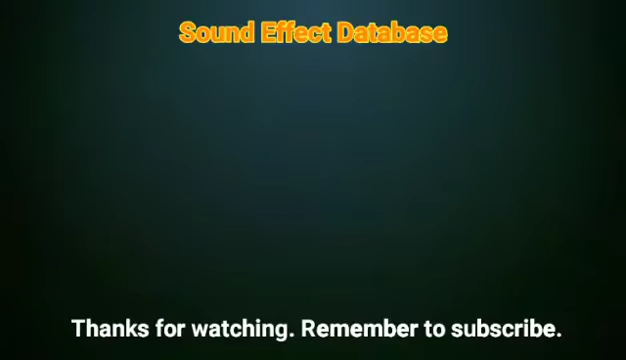 Sound Effect Database
Thanks for watching. Remember to subscribe.